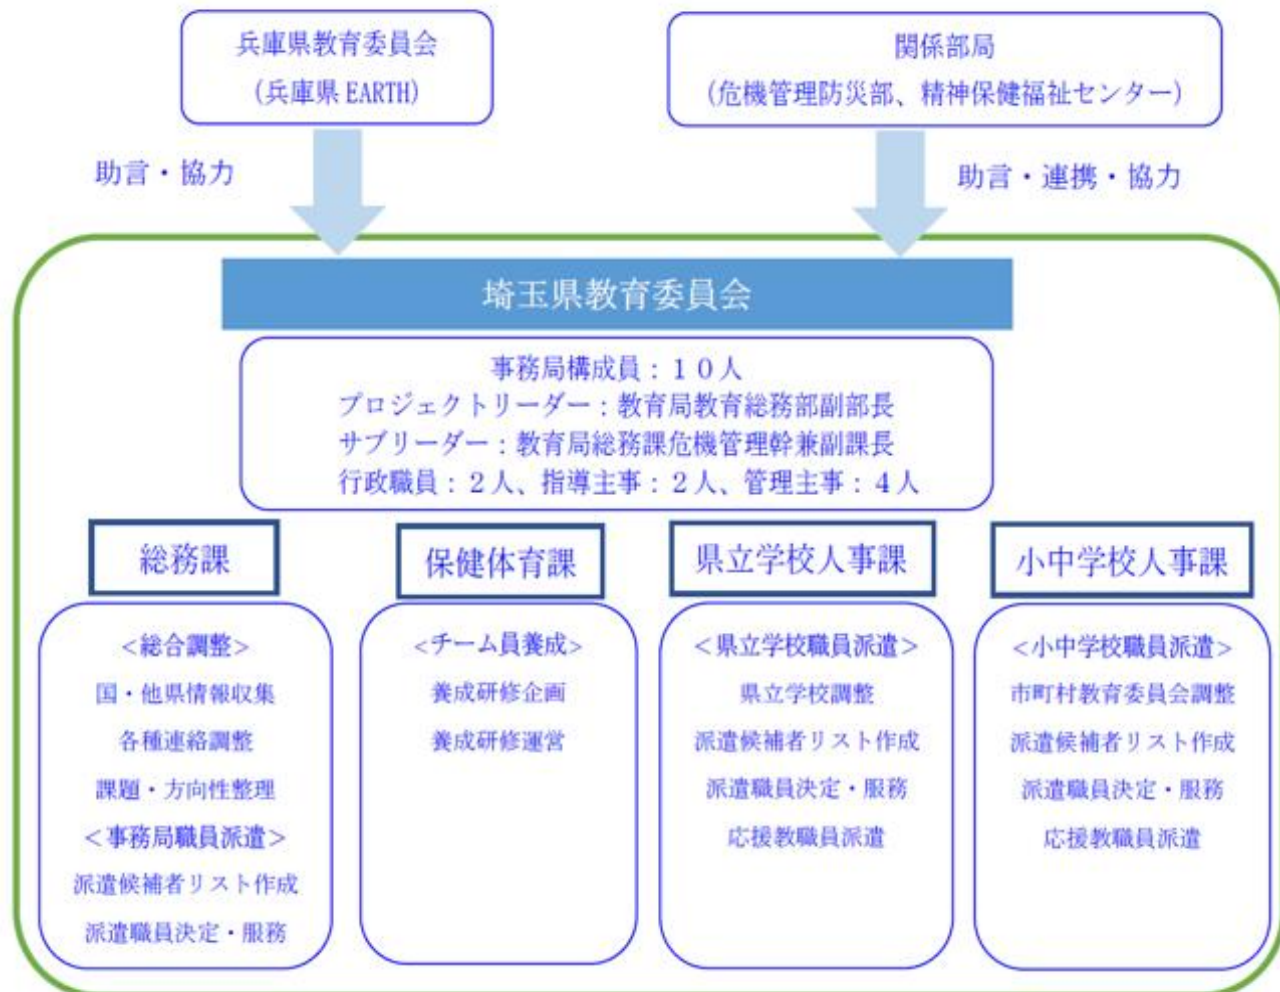 兵庫県教育委員会
(兵庫県 EARTH)
関係部局
(危機管理防災部、精神保健福祉センター)
助言・協力
助言・連携・協力
埼玉県教育委員会
事務局構成員:10人
プロジェクトリーダー:教育局教育総務部副部長
サブリーダー:教育局総務課危機管理幹兼副課長
行政職員:2人、指導主事:2人、管理主事:4人
総務課
<総合調整>
国・他県情報収集
各種連絡調整
課題・方向性整理
<事務局職員派遣>
派遣候補者リスト作成
派遣職員決定・服務
保健体育課
<チーム員養成>
養成研修企画
養成研修運営
県立学校人事課
<県立学校職員派遣>
県立学校調整
派遣候補者リスト作成
派遣職員決定・服務
応援教職員派遣
小中学校人事課
<小中学校職員派遣>
市町村教育委員会調整
派遣候補者リスト作成
派遣職員決定・服務
応援教職員派遣